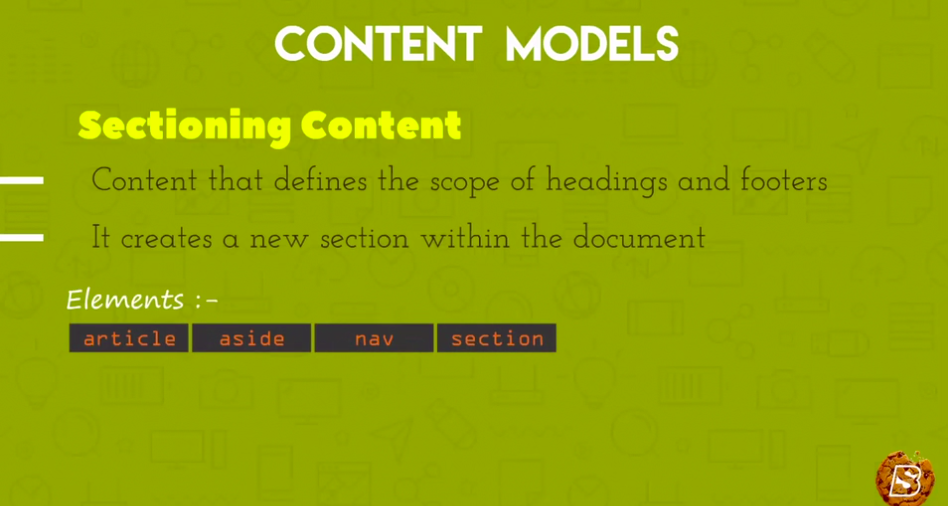 CONTENT MODELS
Sectioning Content
Content that defines the scope of headings and footers
It creates a new section within the document
Elements :-
article aside nav section